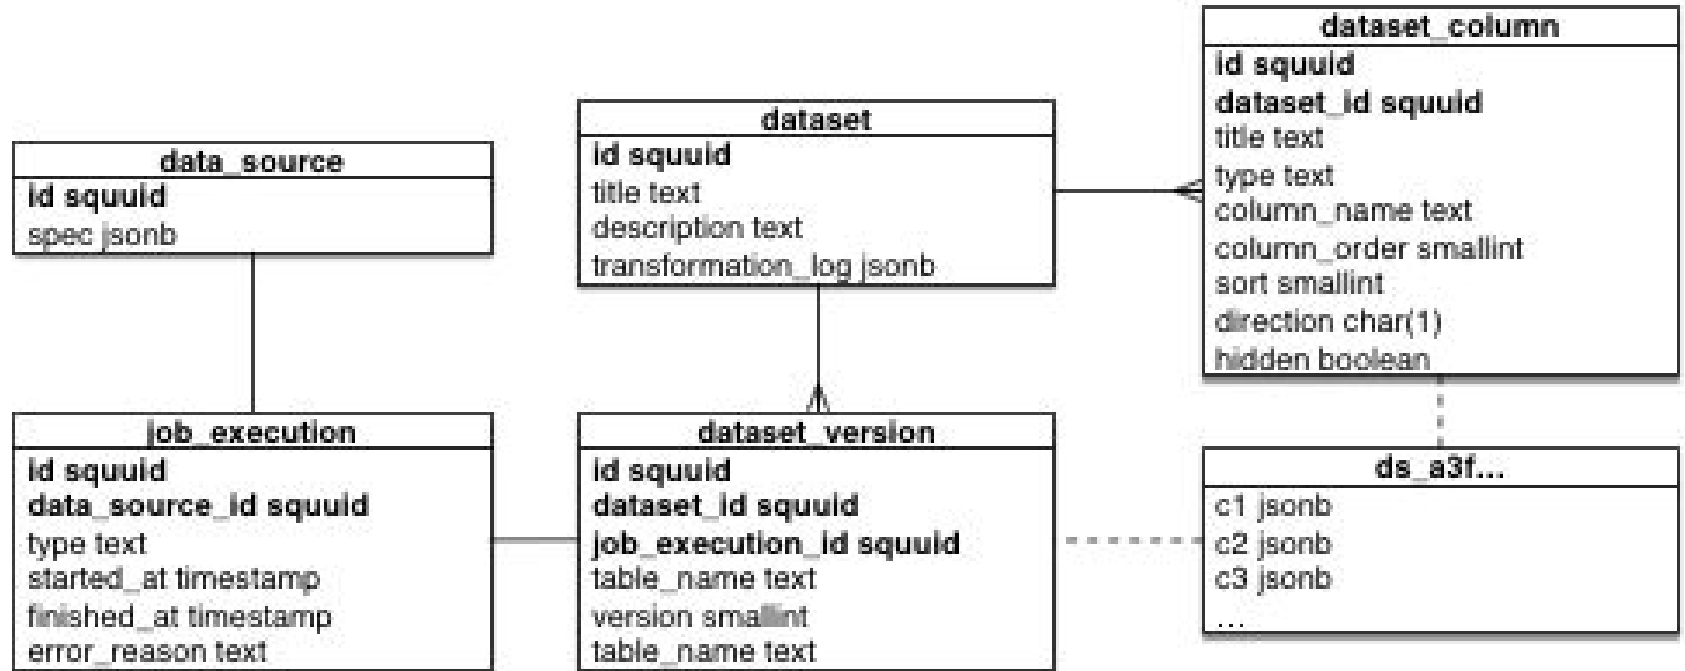 data_source
id squuid
spec jsonb
job_execution
id squuid
data_source_id squuid
type text
started_at timestamp
finished_at timestamp
error_reason text
dataset
id squuid
title text
description text
transformation_log jsonb
dataset_version
id squuid
dataset_id squuid
job_execution_id squuid
table_name text
version smallint
table_name text
dataset_column
id squuid
dataset_id squuid
title text
type text
column_name text
column_order smallint
sort smallint
direction char(1)
hidden boolean
ds_a3f...
c1 jsonb
c2 jsonb
c3 jsonb
...